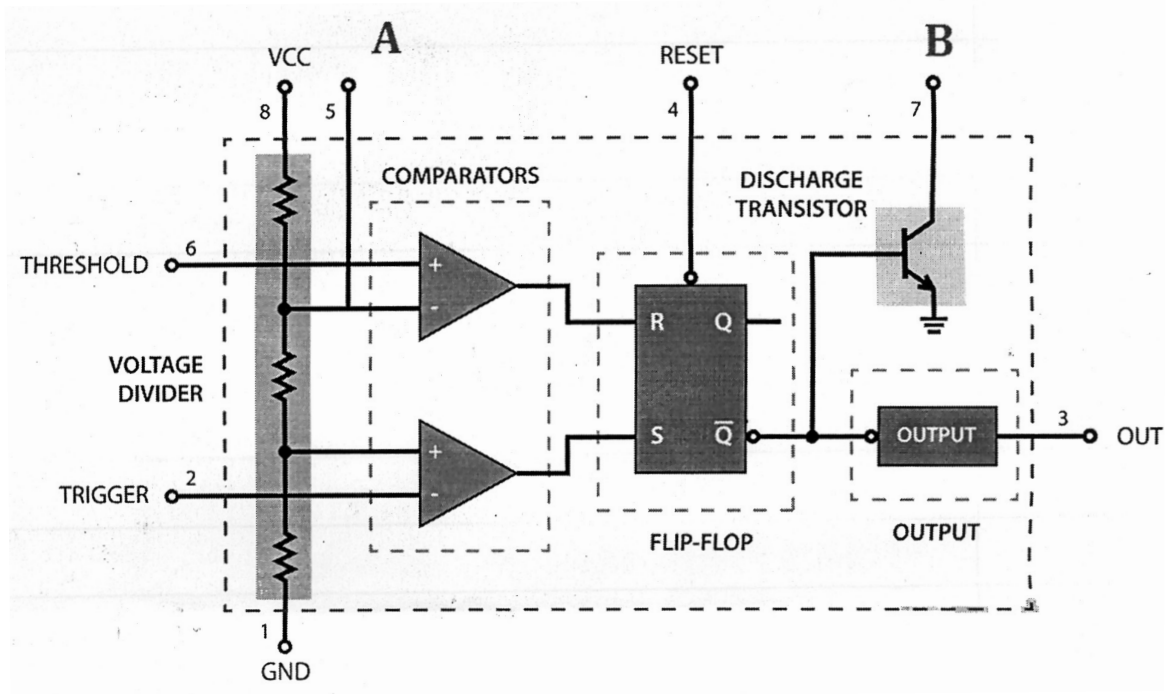 A
B
VCC
RESET
8
5
4
7
COMPARATORS
DISCHARGE
TRANSISTOR
THRESHOLD
6
+
-
R
Q
VOLTAGE
DIVIDER
S
Q̅
OUTPUT
3
OUT
+
-
TRIGGER
2
FLIP-FLOP
OUTPUT
1
GND